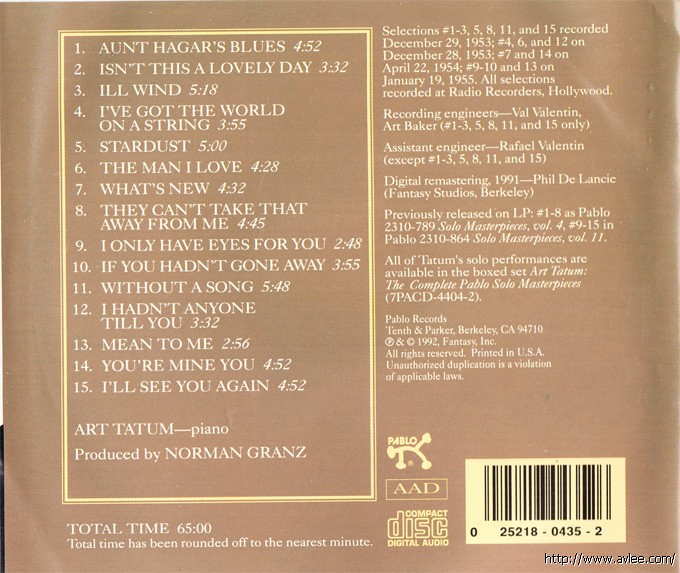 1. AUNT HAGAR'S BLUES 4:52
2. ISN'T THIS A LOVELY DAY 3:32
3. ILL WIND 5:18
4. I'VE GOT THE WORLD
ON A STRING 3:55
5. STARDUST 5:00
6. THE MAN I LOVE 4:28
7. WHAT'S NEW 4:32
8. THEY CAN'T TAKE THAT
AWAY FROM ME 4:45
9. I ONLY HAVE EYES FOR YOU 2:48
10. IF YOU HADN'T GONE AWAY 3:55
11. WITHOUT A SONG 5:48
12. I HADN'T ANYONE
TILL YOU 3:32
13. MEAN TO ME 2:56
14. YOU'RE MINE YOU 4:52
15. I'LL SEE YOU AGAIN 4:52
ART TATUM—piano
Produced by NORMAN GRANZ
TOTAL TIME 65:00
Total time has been rounded off to the nearest minute.
Selections #1-3, 5, 8, 11, and 15 recorded
December 29, 1953; #4, 6, and 12 on
December 28, 1953; #7 and 14 on
April 22, 1954; #9-10 and 13 on
January 19, 1955. All selections
recorded at Radio Recorders, Hollywood.
Recording engineers—Val Valentin,
Art Baker (#1-3, 5, 8, 11, and 15 only)
Assistant engineer—Rafael Valentin
(except #1-3, 5, 8, 11, and 15)
Digital remastering, 1991—Phil De Lancie
(Fantasy Studios, Berkeley)
Previously released on LP: #1-8 as Pablo
2310-789 Solo Masterpieces, vol. 4, #9-15 in
Pablo 2310-864 Solo Masterpieces, vol. 11.
All of Tatum's solo performances are
available in the boxed set Art Tatum:
The Complete Pablo Solo Masterpieces
(7PACD-4404-2).
Pablo Records
Tenth & Parker, Berkeley, CA 94710
℗ & © 1992, Fantasy, Inc.
All rights reserved. Printed in U.S.A.
Unauthorized duplication is a violation
of applicable laws.
PABLO
®
AAD
COMPACT
disc
DIGITAL AUDIO
0 25218-0435-2
http://www.avlee.com/